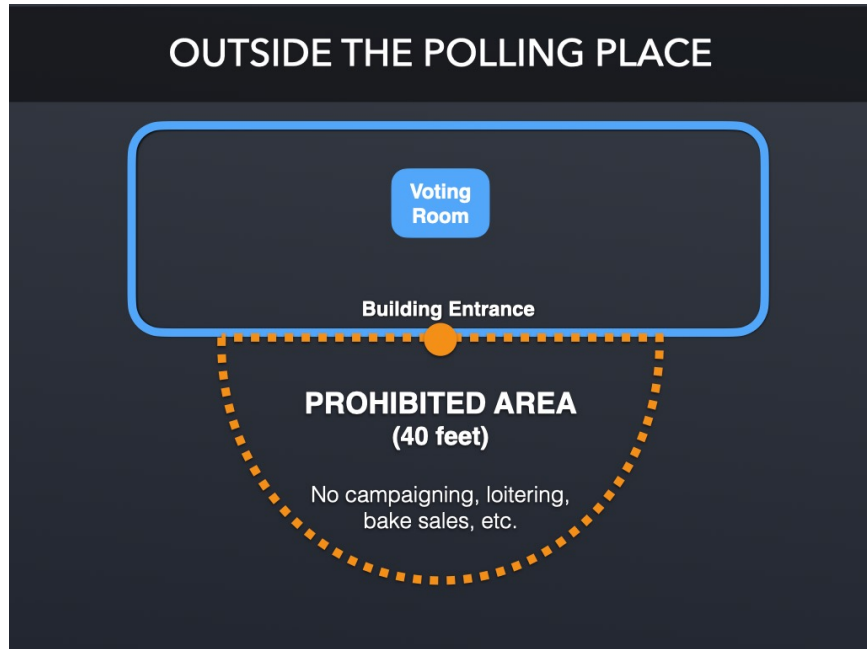 OUTSIDE THE POLLING PLACE
Voting
Room
Building Entrance
PROHIBITED AREA
(40 feet)
No campaigning, loitering,
bake sales, etc.